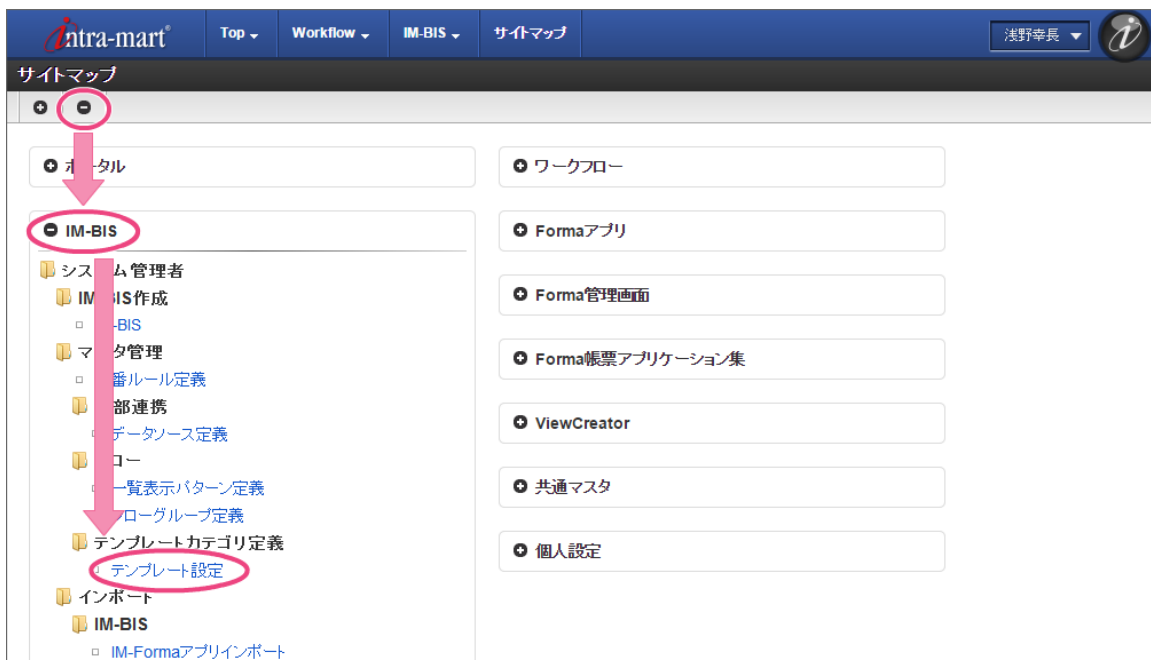 intra-mart®
Top
Workflow
IM-BIS
サイトマップ
浅野幸長
サイトマップ
ポータル
IM-BIS
システム管理者
IM-BIS作成
-BIS
マ タ管理
番ルール定義
部連携
データソース定義
ロー
一覧表示パターン定義
ローグループ定義
テンプレートカテゴリ定義
テンプレート設定
インポート
IM-BIS
IM-Formaアプリインポート
ワークフロー
Formaアプリ
Forma管理画面
Forma帳票アプリケーション集
ViewCreator
共通マスタ
個人設定